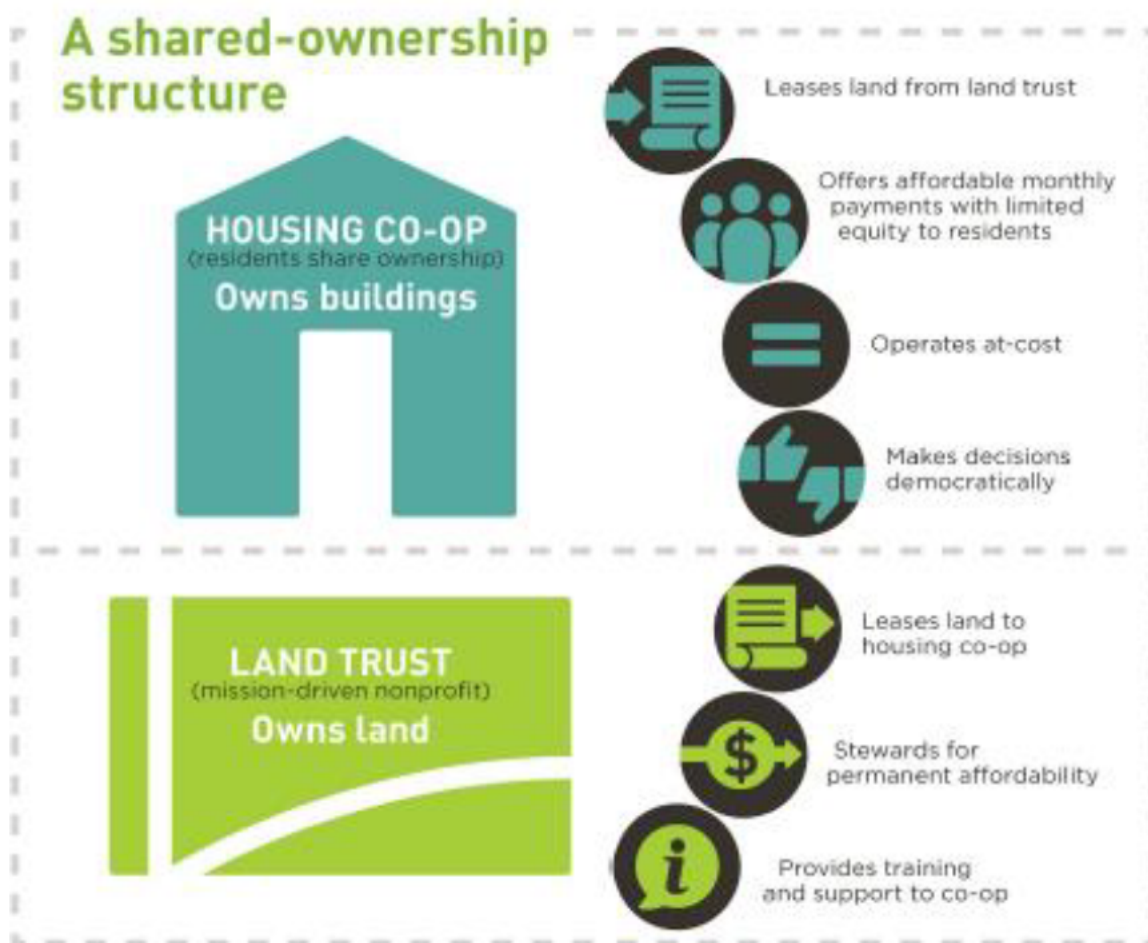 A shared-ownership
structure
HOUSING CO-OP
(residents share ownership)
Owns buildings
Leases land from land trust
Offers affordable monthly
payments with limited
equity to residents
Operates at-cost
Makes decisions
democratically
LAND TRUST
(mission-driven nonprofit)
Owns land
Leases land to
housing co-op
$
Stewards for
permanent affordability
i
Provides training
and support to co-op